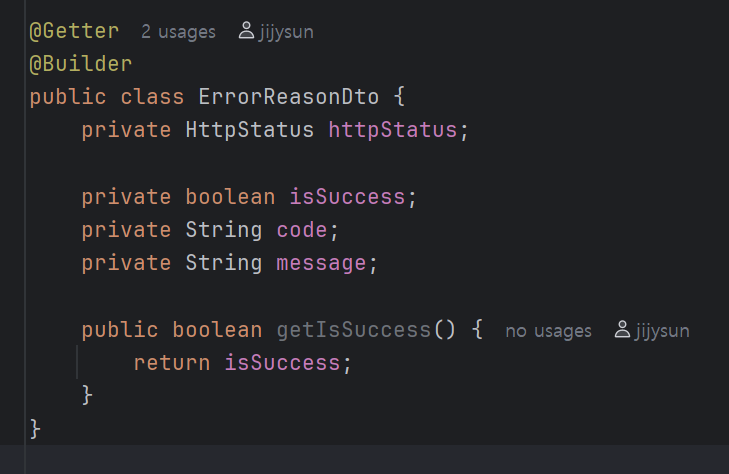 @Getter 2 usages jijysun
@Builder
public class ErrorReasonDto {
    private HttpStatus httpStatus;
    private boolean isSuccess;
    private String code;
    private String message;
    public boolean getIsSuccess() { no usages jijysun
        return isSuccess;
    }
}